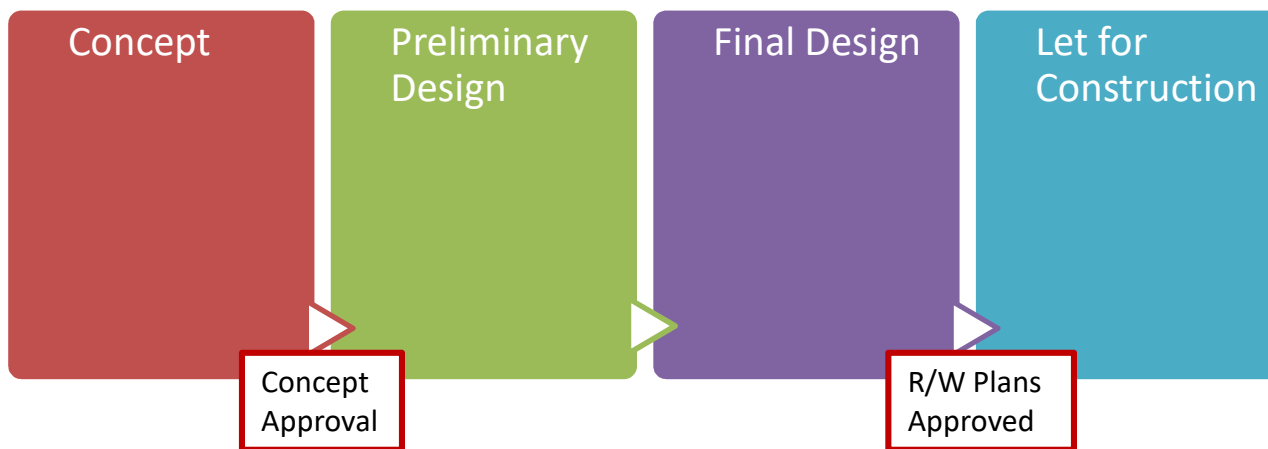 Concept
Preliminary
Design
Final Design
Let for
Construction
Concept
Approval
R/W Plans
Approved